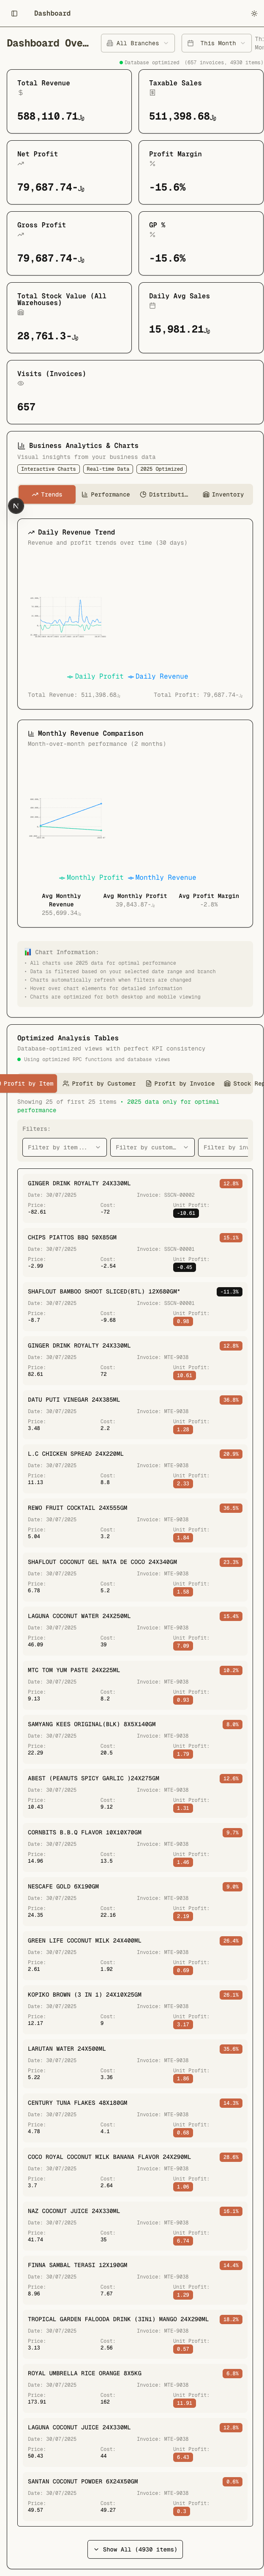 Dashboard
Dashboard Ove…
All Branches
This Month
Database optimized (657 invoices, 4930 items)
Total Revenue
588,110.71﷼
Taxable Sales
511,398.68﷼
Net Profit
79,687.74-﷼
Profit Margin
-15.6%
Gross Profit
79,687.74-﷼
GP %
-15.6%
Total Stock Value (All Warehouses)
28,761.3-﷼
Daily Avg Sales
15,981.21﷼
Visits (Invoices)
657
Business Analytics & Charts
Visual insights from your business data
Interactive Charts
Real-time Data
2025 Optimized
Trends
Performance
Distributi…
Inventory
N
Daily Revenue Trend
Revenue and profit trends over time (30 days)
Daily Profit Daily Revenue
Total Revenue: 511,398.68﷼
Total Profit: 79,687.74-﷼
Monthly Revenue Comparison
Month-over-month performance (2 months)
Monthly Profit Monthly Revenue
Avg Monthly Revenue
255,699.34﷼
Avg Monthly Profit
39,843.87-﷼
Avg Profit Margin
-2.8%
Chart Information:
• All charts use 2025 data for optimal performance
• Data is filtered based on your selected date range and branch
• Charts automatically refresh when filters are changed
• Hover over chart elements for detailed information
• Charts are optimized for both desktop and mobile viewing
Optimized Analysis Tables
Database-optimized views with perfect KPI consistency
Using optimized RPC functions and database views
Profit by Item
Profit by Customer
Profit by Invoice
Stock Rep
Showing 25 of first 25 items • 2025 data only for optimal
performance
Filters:
Filter by item...
Filter by custom…
Filter by inv
GINGER DRINK ROYALTY 24X330ML
12.8%
Date: 30/07/2025 Invoice: SSCN-00002
Price: Cost: Unit Profit:
-82.61 -72 -10.61
CHIPS PIATTOS BBQ 50X85GM
15.1%
Date: 30/07/2025 Invoice: SSCN-00001
Price: Cost: Unit Profit:
-2.99 -2.54 -0.45
SHAFLOUT BAMBOO SHOOT SLICED(BTL) 12X680GM*
-11.3%
Date: 30/07/2025 Invoice: SSCN-00001
Price: Cost: Unit Profit:
-8.7 -9.68 0.98
GINGER DRINK ROYALTY 24X330ML
12.8%
Date: 30/07/2025 Invoice: MTE-9038
Price: Cost: Unit Profit:
82.61 72 10.61
DATU PUTI VINEGAR 24X385ML
36.8%
Date: 30/07/2025 Invoice: MTE-9038
Price: Cost: Unit Profit:
3.48 2.2 1.28
L.C CHICKEN SPREAD 24X220ML
20.9%
Date: 30/07/2025 Invoice: MTE-9038
Price: Cost: Unit Profit:
11.13 8.8 2.33
REWO FRUIT COCKTAIL 24X555GM
36.5%
Date: 30/07/2025 Invoice: MTE-9038
Price: Cost: Unit Profit:
5.04 3.2 1.84
SHAFLOUT COCONUT GEL NATA DE COCO 24X340GM
23.3%
Date: 30/07/2025 Invoice: MTE-9038
Price: Cost: Unit Profit:
6.78 5.2 1.58
LAGUNA COCONUT WATER 24X250ML
15.4%
Date: 30/07/2025 Invoice: MTE-9038
Price: Cost: Unit Profit:
46.09 39 7.09
MTC TOM YUM PASTE 24X225ML
10.2%
Date: 30/07/2025 Invoice: MTE-9038
Price: Cost: Unit Profit:
9.13 8.2 0.93
SAMYANG KEES ORIGINAL(BLK) 8X5X140GM
8.0%
Date: 30/07/2025 Invoice: MTE-9038
Price: Cost: Unit Profit:
22.29 20.5 1.79
ABEST (PEANUTS SPICY GARLIC )24X275GM
12.6%
Date: 30/07/2025 Invoice: MTE-9038
Price: Cost: Unit Profit:
10.43 9.12 1.31
CORNBITS B.B.Q FLAVOR 10X10X70GM
9.7%
Date: 30/07/2025 Invoice: MTE-9038
Price: Cost: Unit Profit:
14.96 13.5 1.46
NESCAFE GOLD 6X190GM
9.0%
Date: 30/07/2025 Invoice: MTE-9038
Price: Cost: Unit Profit:
24.35 22.16 2.19
GREEN LIFE COCONUT MILK 24X400ML
26.4%
Date: 30/07/2025 Invoice: MTE-9038
Price: Cost: Unit Profit:
2.61 1.92 0.69
KOPIKO BROWN (3 IN 1) 24X10X25GM
26.1%
Date: 30/07/2025 Invoice: MTE-9038
Price: Cost: Unit Profit:
12.17 9 3.17
LARUTAN WATER 24X500ML
35.6%
Date: 30/07/2025 Invoice: MTE-9038
Price: Cost: Unit Profit:
5.22 3.36 1.86
CENTURY TUNA FLAKES 48X180GM
14.3%
Date: 30/07/2025 Invoice: MTE-9038
Price: Cost: Unit Profit:
4.78 4.1 0.68
COCO ROYAL COCONUT MILK BANANA FLAVOR 24X290ML
28.6%
Date: 30/07/2025 Invoice: MTE-9038
Price: Cost: Unit Profit:
3.7 2.64 1.06
NAZ COCONUT JUICE 24X330ML
16.1%
Date: 30/07/2025 Invoice: MTE-9038
Price: Cost: Unit Profit:
41.74 35 6.74
FINNA SAMBAL TERASI 12X190GM
14.4%
Date: 30/07/2025 Invoice: MTE-9038
Price: Cost: Unit Profit:
8.96 7.67 1.29
TROPICAL GARDEN FALOODA DRINK (3IN1) MANGO 24X290ML
18.2%
Date: 30/07/2025 Invoice: MTE-9038
Price: Cost: Unit Profit:
3.13 2.56 0.57
ROYAL UMBRELLA RICE ORANGE 8X5KG
6.8%
Date: 30/07/2025 Invoice: MTE-9038
Price: Cost: Unit Profit:
173.91 162 11.91
LAGUNA COCONUT JUICE 24X330ML
12.8%
Date: 30/07/2025 Invoice: MTE-9038
Price: Cost: Unit Profit:
50.43 44 6.43
SANTAN COCONUT POWDER 6X24X50GM
0.6%
Date: 30/07/2025 Invoice: MTE-9038
Price: Cost: Unit Profit:
49.57 49.27 0.3
Show All (4930 items)